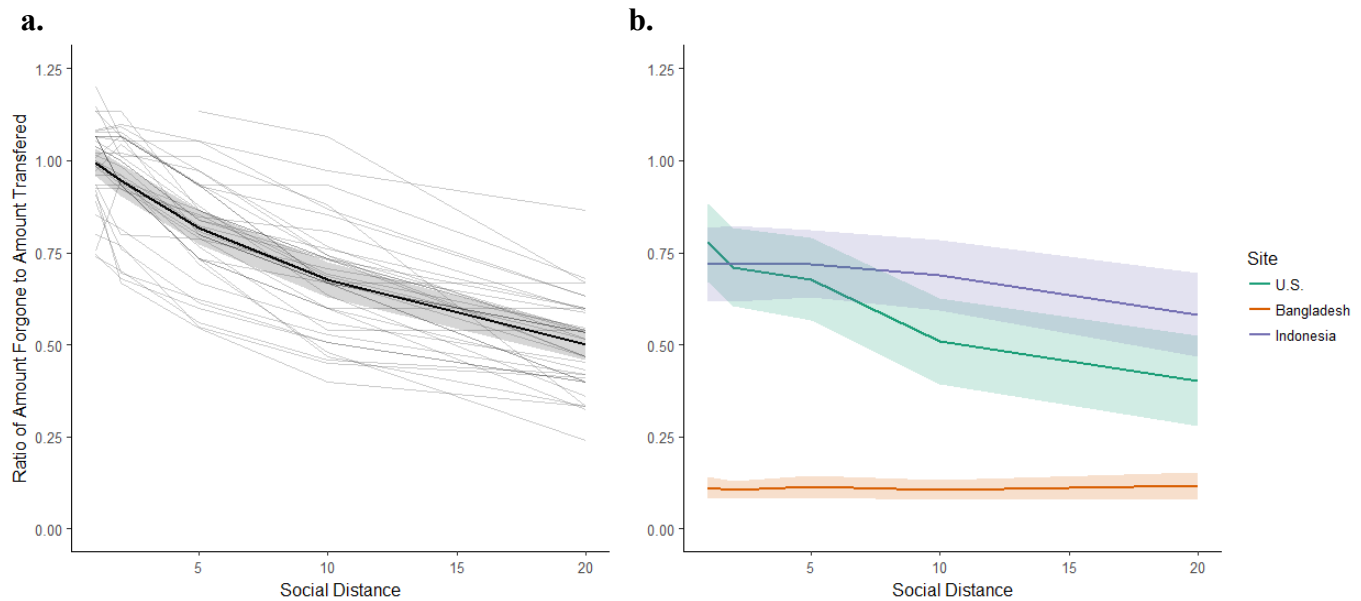 a.
Ratio of Amount Forgone to Amount Transfered
1.25
1.00
0.75
0.50
0.25
0.00
5
10
15
20
Social Distance
b.
1.25
1.00
0.75
0.50
0.25
0.00
5
10
15
20
Social Distance
Site
U.S.
Bangladesh
Indonesia